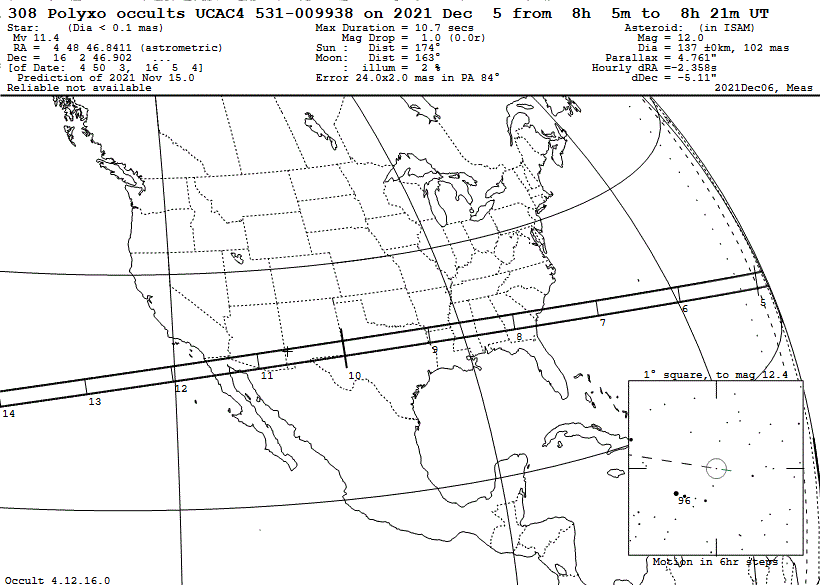 308 Polyxo occults UCAC4 531-009938 on 2021 Dec 5 from 8h 5m to 8h 21m UT
Star: (Dia < 0.1 mas) Max Duration = 10.7 secs Asteroid: (in ISAM)
Mv 11.4 Mag Drop = 1.0 (0.0r) Mag = 12.0
RA = 4 48 46.8411 (astrometric) Sun : Dist = 174° Dia = 137 ±0km, 102 mas
Dec = 16 2 46.902 ... Moon: Dist = 163° Parallax = 4.761"
[of Date: 4 50 3, 16 5 4] : illum = 2 % Hourly dRA =-2.358s
Prediction of 2021 Nov 15.0 Error 24.0x2.0 mas in PA 84° dDec = -5.11"
Reliable not available 2021Dec06, Meas
5
6
7
8
9
10
11
12
13
14
1° square, to mag 12.4
96
Motion in 6hr steps
Occult 4.12.16.0